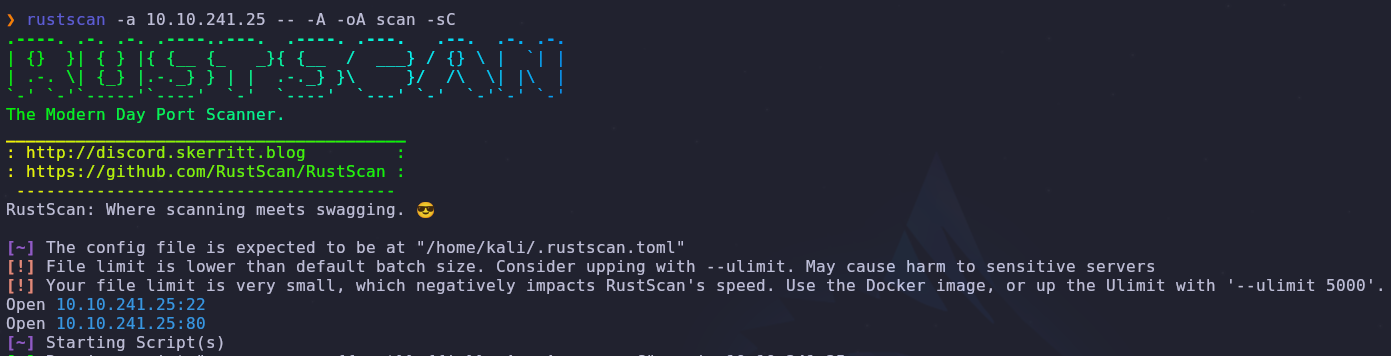 ❯ rustscan -a 10.10.241.25 -- -A -oA scan -sC
.----. .-. .-. .----..---.  .----. .---.   .--.  .-. .-.
| {}  }| { } |{ {__ {_   _}{ {__  /  ___} / {} \ |  `| |
| .-. \| {_} |.-._} } | |  .-._} }\     }/  /\  \| |\  |
`-' `-'`-----'`----'  `-'  `----'  `---' `-'  `-'`-' `-'
The Modern Day Port Scanner.
________________________________________
: http://discord.skerritt.blog         :
: https://github.com/RustScan/RustScan :
 --------------------------------------
RustScan: Where scanning meets swagging. 😎
[~] The config file is expected to be at "/home/kali/.rustscan.toml"
[!] File limit is lower than default batch size. Consider upping with --ulimit. May cause harm to sensitive servers
[!] Your file limit is very small, which negatively impacts RustScan's speed. Use the Docker image, or up the Ulimit with '--ulimit 5000'.
Open 10.10.241.25:22
Open 10.10.241.25:80
[~] Starting Script(s)